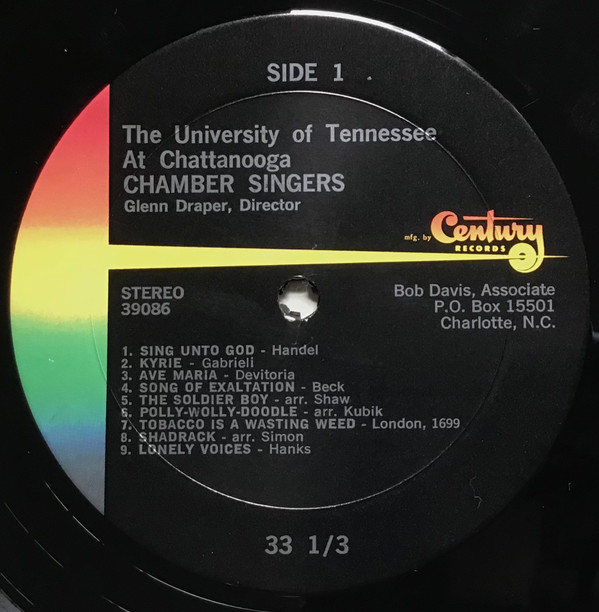 SIDE 1
The University of Tennessee
At Chattanooga
CHAMBER SINGERS
Glenn Draper, Director
mfg. by Century
RECORDS
STEREO
39086
Bob Davis, Associate
P.O. Box 15501
Charlotte, N.C.
1. SING UNTO GOD - Handel
2. KYRIE - Gabrieli
3. AVE MARIA - Devitoria
4. SONG OF EXALTATION - Beck
5. THE SOLDIER BOY - arr. Shaw
6. POLLY-WOLLY-DOODLE - arr. Kubik
7. TOBACCO IS A WASTING WEED - London, 1699
8. SHADRACK - arr. Simon
9. LONELY VOICES - Hanks
33 1/3